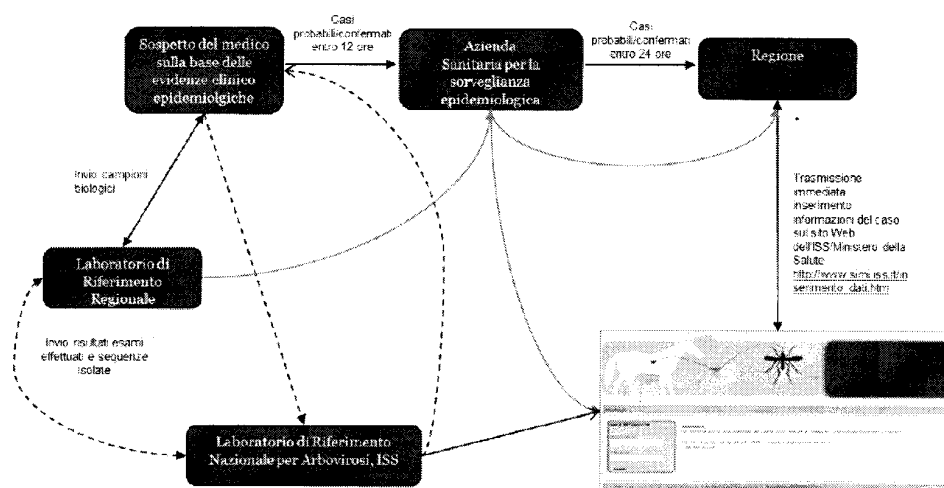 Sospetto del medico
sulla base delle
evidenze clinico
epidemiolgiche
Casi
probabili/confermati
entro 12 ore
Azienda
Sanitaria per la
sorveglianza
epidemiologica
Casi
probabili/confermati
entro 24 ore
Regione
Invio campioni
biologici
Trasmissione
immediata
inserimento
informazioni del caso
sul sito Web
dell'ISS/Ministero della
Salute
Laboratorio di
Riferimento
Regionale
Invio risultati esami
effettuati e sequenze
isolate
Laboratorio di Riferimento
Nazionale per Arbovirosi, ISS